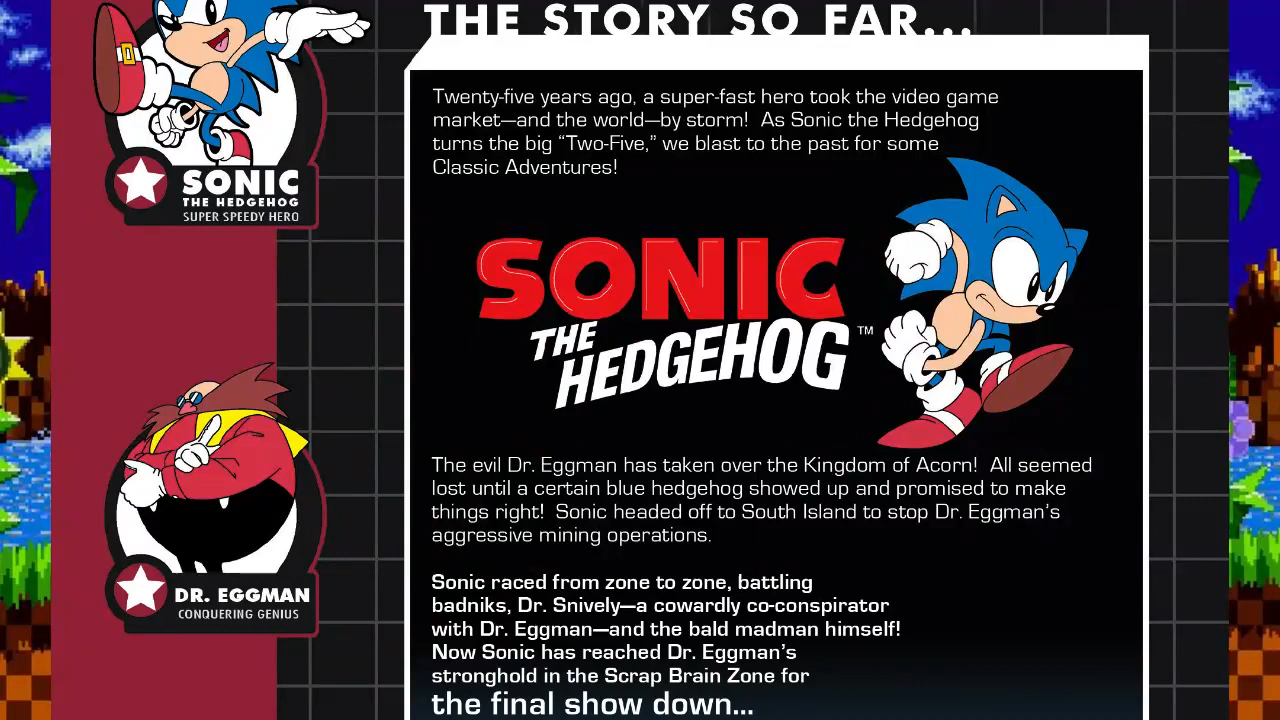 THE STORY SO FAR...
SONIC
THE HEDGEHOG
SUPER SPEEDY HERO
Twenty-five years ago, a super-fast hero took the video game
market—and the world—by storm!  As Sonic the Hedgehog
turns the big “Two-Five,” we blast to the past for some
Classic Adventures!
SONIC
THE
HEDGEHOG™
DR. EGGMAN
CONQUERING GENIUS
The evil Dr. Eggman has taken over the Kingdom of Acorn!  All seemed
lost until a certain blue hedgehog showed up and promised to make
things right!  Sonic headed off to South Island to stop Dr. Eggman’s
aggressive mining operations.
Sonic raced from zone to zone, battling
badniks, Dr. Snively—a cowardly co-conspirator
with Dr. Eggman—and the bald madman himself!
Now Sonic has reached Dr. Eggman’s
stronghold in the Scrap Brain Zone for
the final show down...